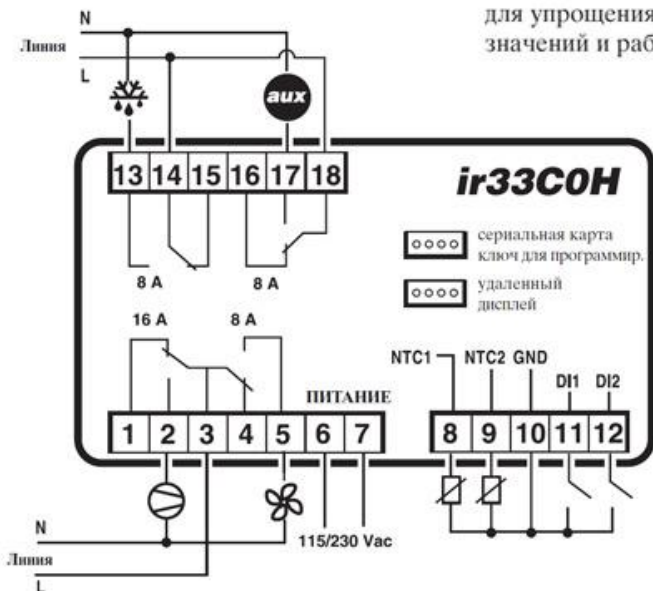 для упрощения
значений и раб
N
Линия
L
aux
13 14 15 16 17 18
ir33C0H
сериальная карта
ключ для программир.
удаленный
дисплей
8 A 8 A
16 A 8 A
NTC1 NTC2 GND
DI1 DI2
ПИТАНИЕ
1 2 3 4 5 6 7
8 9 10 11 12
N
115/230 Vac
Линия
L